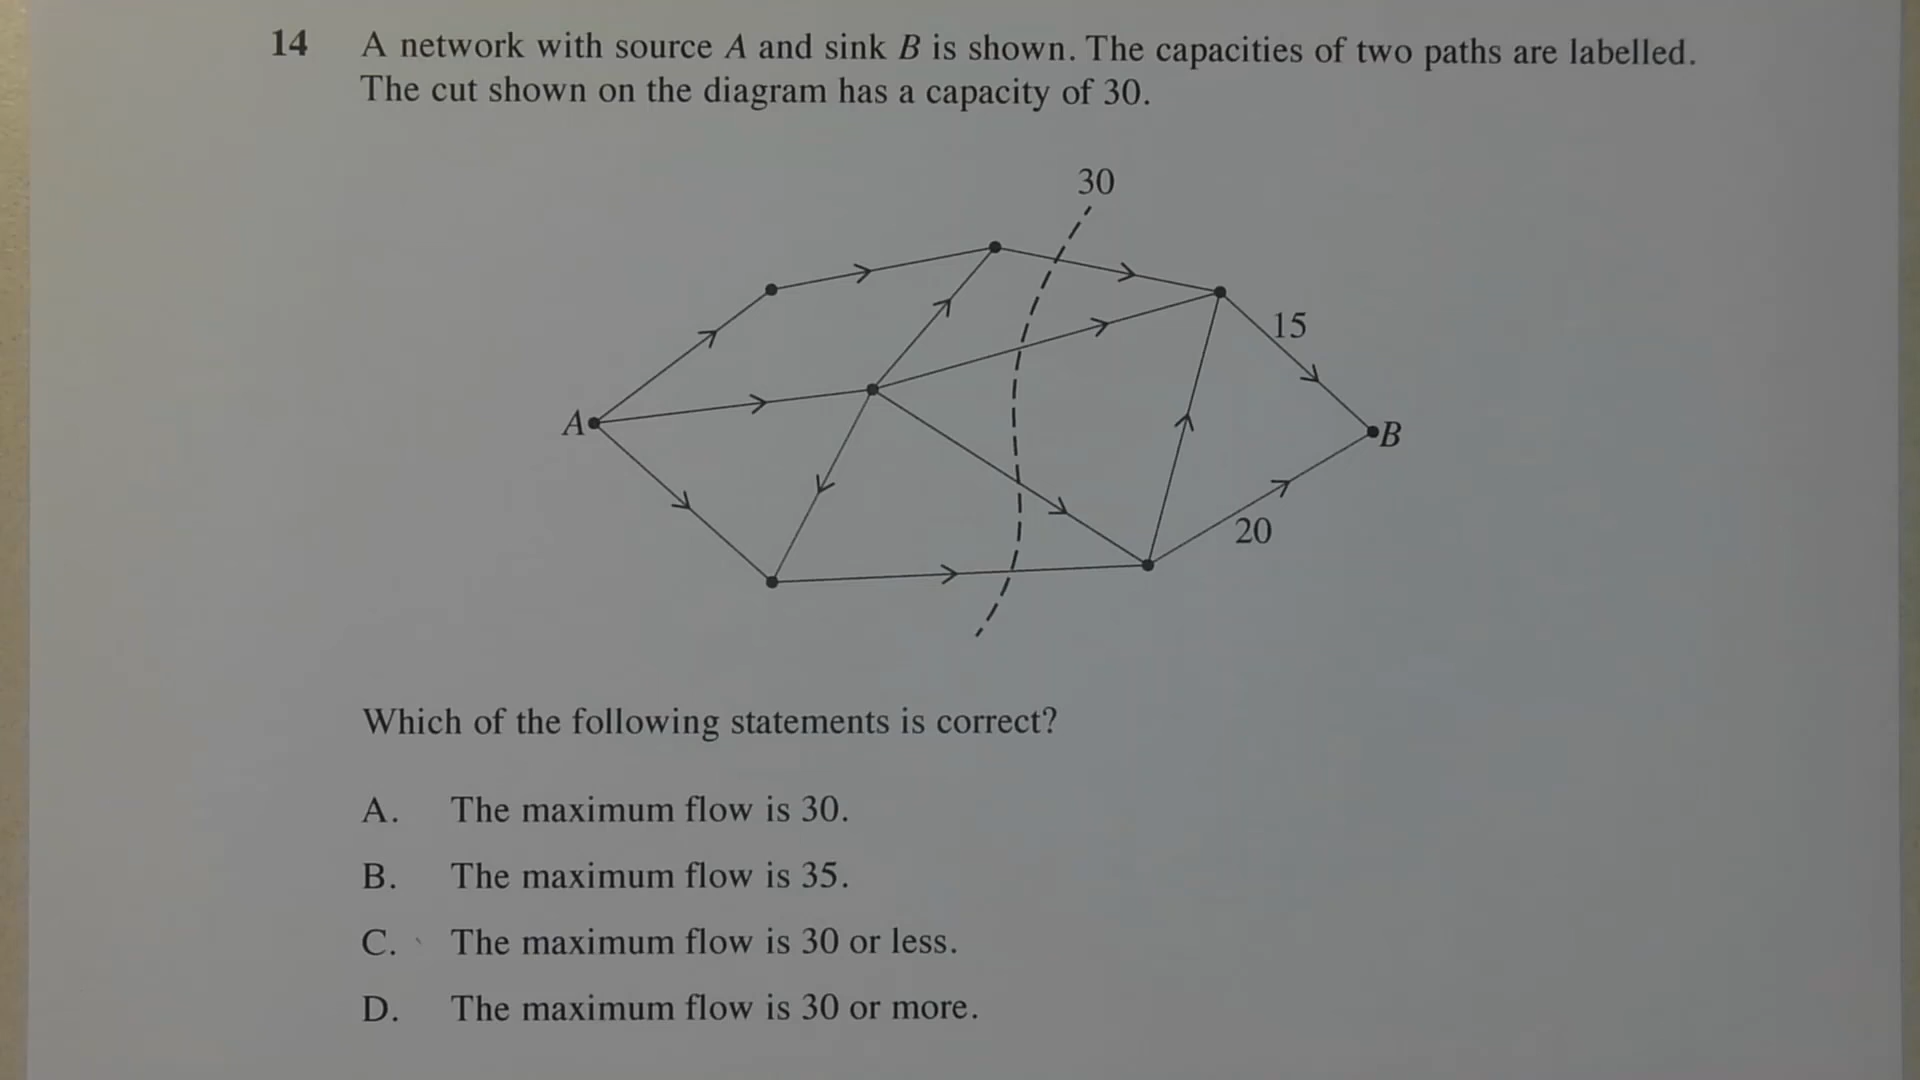 14 A network with source A and sink B is shown. The capacities of two paths are labelled.
The cut shown on the diagram has a capacity of 30.
30
15
A
B
20
Which of the following statements is correct?
A. The maximum flow is 30.
B. The maximum flow is 35.
C. The maximum flow is 30 or less.
D. The maximum flow is 30 or more.